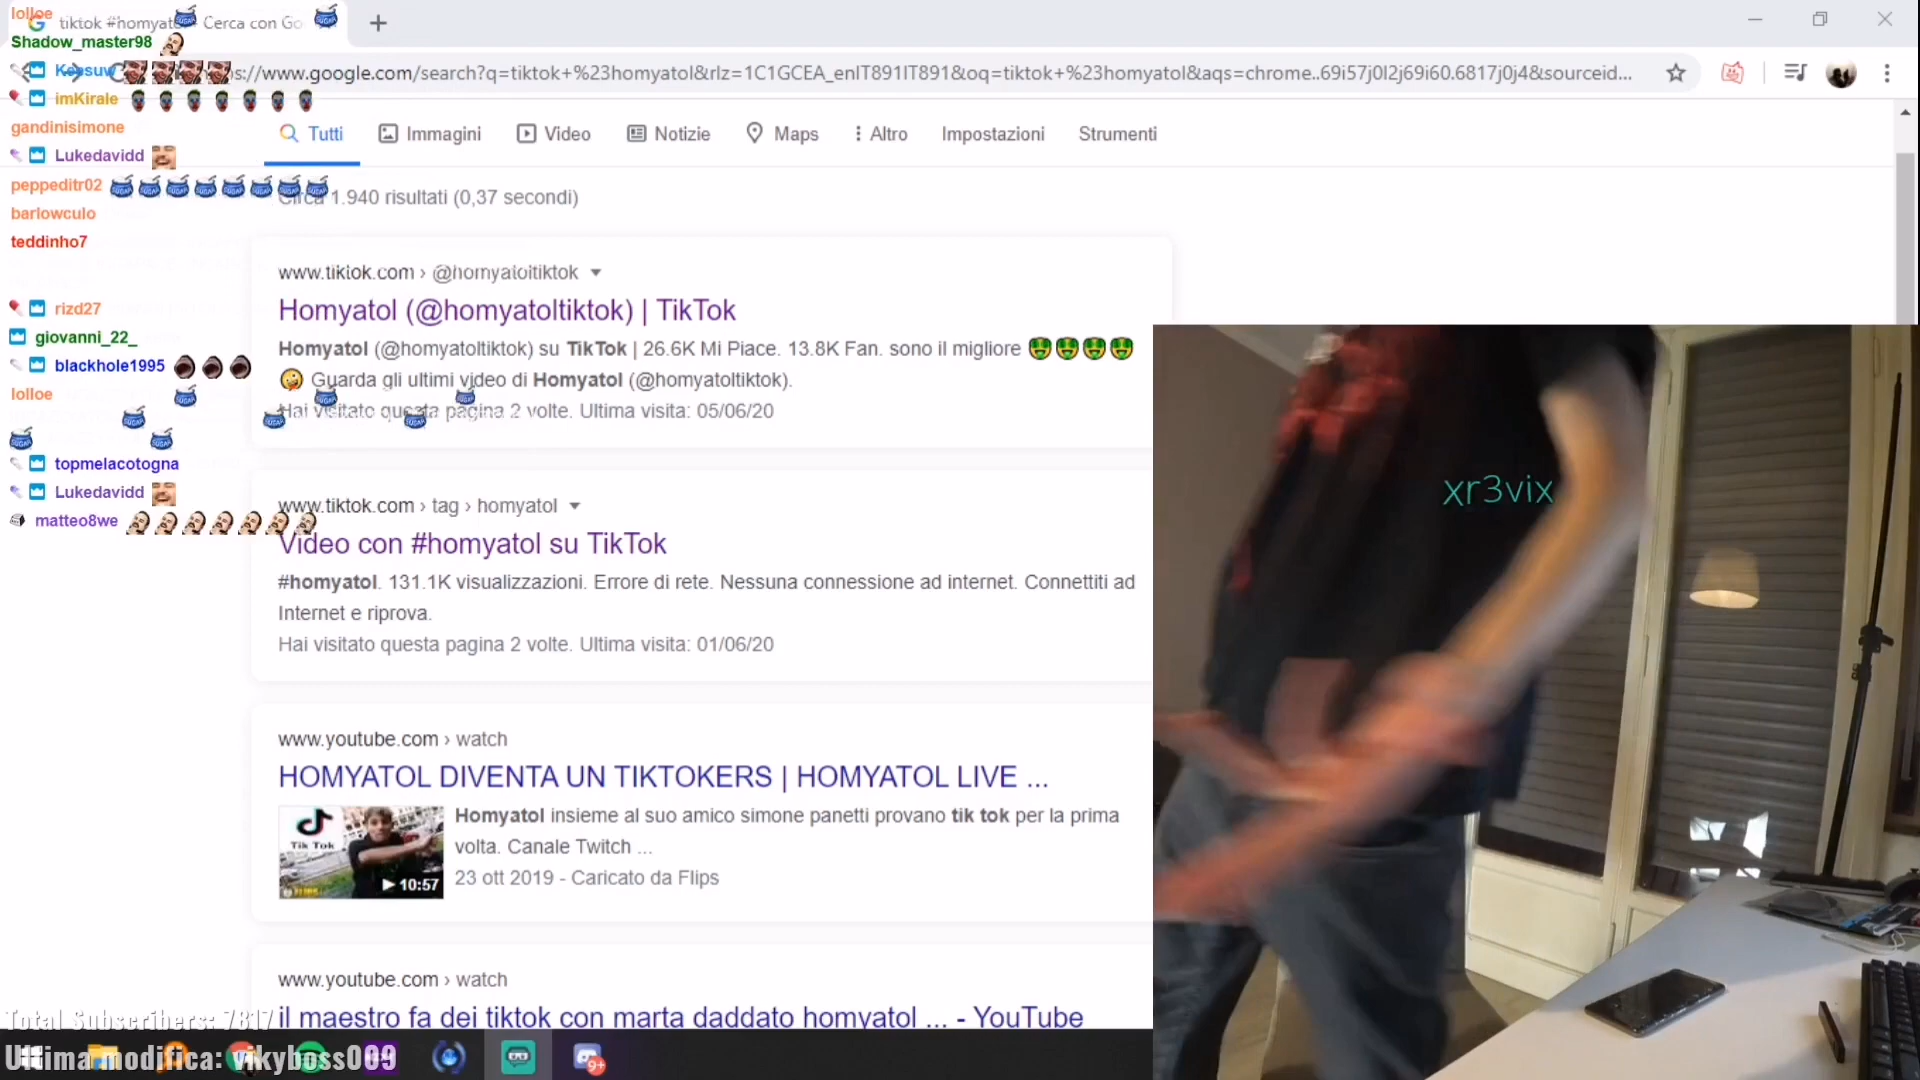 lolloe
tiktok #homyato
Cerca con Go
Shadow_master98
://www.google.com/search?q=tiktok+%23homyatol&rlz=1C1GCEA_enIT891IT891&oq=tiktok+%23homyatol&aqs=chrome..69i57j0l2j69i60.6817j0j4&sourceid...
imKirale
gandinisimone
Lukedavidd
peppeditr02
barlowculo
teddinho7
rizd27
giovanni_22_
blackhole1995
lolloe
topmelacotogna
Lukedavidd
matteo8we
Tutti
Immagini
Video
Notizie
Maps
Altro
Impostazioni
Strumenti
Circa 1.940 risultati (0,37 secondi)
www.tiktok.com › @homyatoltiktok
Homyatol (@homyatoltiktok) | TikTok
Homyatol (@homyatoltiktok) su TikTok | 26.6K Mi Piace. 13.8K Fan. sono il migliore 🤑🤑🤑🤑
🤪 Guarda gli ultimi video di Homyatol (@homyatoltiktok).
Hai visitato questa pagina 2 volte. Ultima visita: 05/06/20
www.tiktok.com › tag › homyatol
Video con #homyatol su TikTok
#homyatol. 131.1K visualizzazioni. Errore di rete. Nessuna connessione ad internet. Connettiti ad
Internet e riprova.
Hai visitato questa pagina 2 volte. Ultima visita: 01/06/20
www.youtube.com › watch
HOMYATOL DIVENTA UN TIKTOKERS | HOMYATOL LIVE ...
Tik Tok
10:57
Homyatol insieme al suo amico simone panetti provano tik tok per la prima
volta. Canale Twitch ...
23 ott 2019 - Caricato da Flips
www.youtube.com › watch
il maestro fa dei tiktok con marta daddato homyatol ... - YouTube
xr3vix
Total Subscribers: 7817
Ultima modifica: vikyboss009
9+